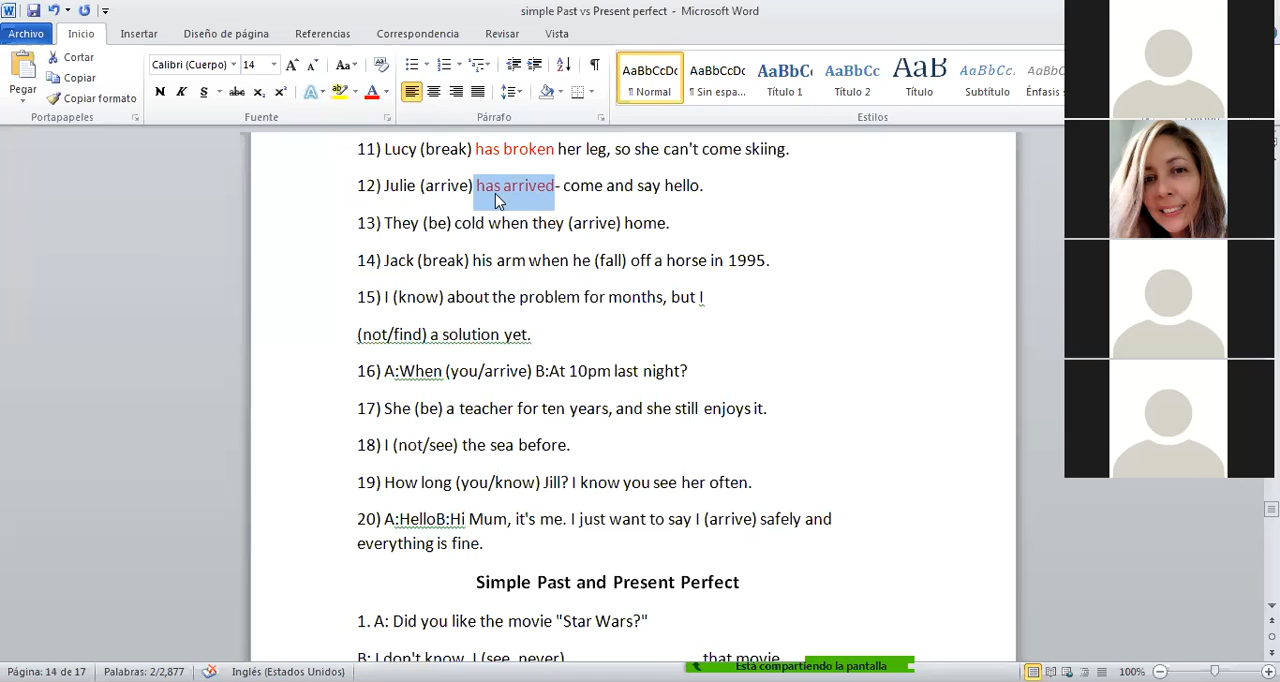 simple Past vs Present perfect - Microsoft Word
Archivo Inicio Insertar Diseño de página Referencias Correspondencia Revisar Vista
Cortar
Copiar
Copiar formato
Pegar
Portapapeles
Calibri (Cuerpo) 14
N K S abc x₂ x²
Fuente
Párrafo
AaBbCcDc AaBbCcDc AaBbC AaBbCc AaB AaBbCc. AaBbC
¶ Normal ¶ Sin espa... Título 1 Título 2 Título Subtítulo Énfasis
Estilos
11) Lucy (break) has broken her leg, so she can't come skiing.
12) Julie (arrive) has arrived- come and say hello.
13) They (be) cold when they (arrive) home.
14) Jack (break) his arm when he (fall) off a horse in 1995.
15) I (know) about the problem for months, but I
(not/find) a solution yet.
16) A:When (you/arrive) B:At 10pm last night?
17) She (be) a teacher for ten years, and she still enjoys it.
18) I (not/see) the sea before.
19) How long (you/know) Jill? I know you see her often.
20) A:HelloB:Hi Mum, it's me. I just want to say I (arrive) safely and
everything is fine.
Simple Past and Present Perfect
1. A: Did you like the movie "Star Wars?"
B: I don't know. I (see, never) that movie.
Página: 14 de 17 Palabras: 2/2,877 Inglés (Estados Unidos) Está compartiendo la pantalla 100%